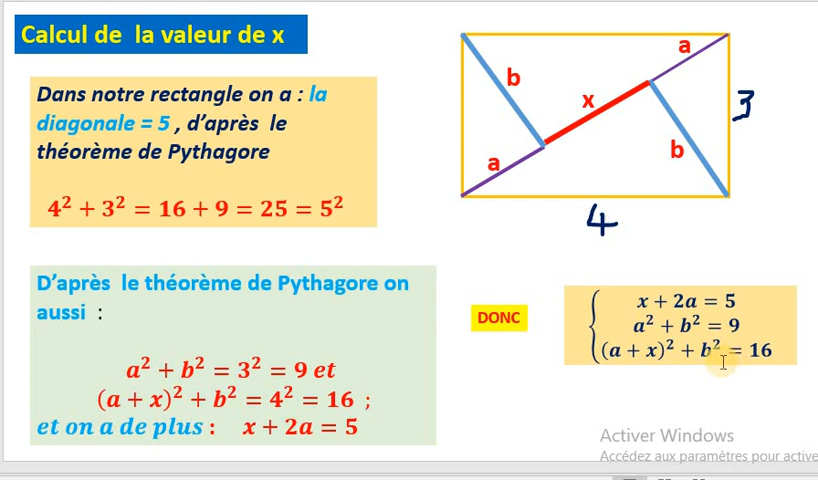 Calcul de la valeur de x
Dans notre rectangle on a : la
diagonale = 5 , d'après le
théorème de Pythagore
4² + 3² = 16 + 9 = 25 = 5²
a
b
x
3
a
b
4
D'après le théorème de Pythagore on
aussi :
a² + b² = 3² = 9 et
(a + x)² + b² = 4² = 16 ;
et on a de plus : x + 2a = 5
DONC
x + 2a = 5
a² + b² = 9
(a + x)² + b² = 16
Activer Windows
Accédez aux paramètres pour active